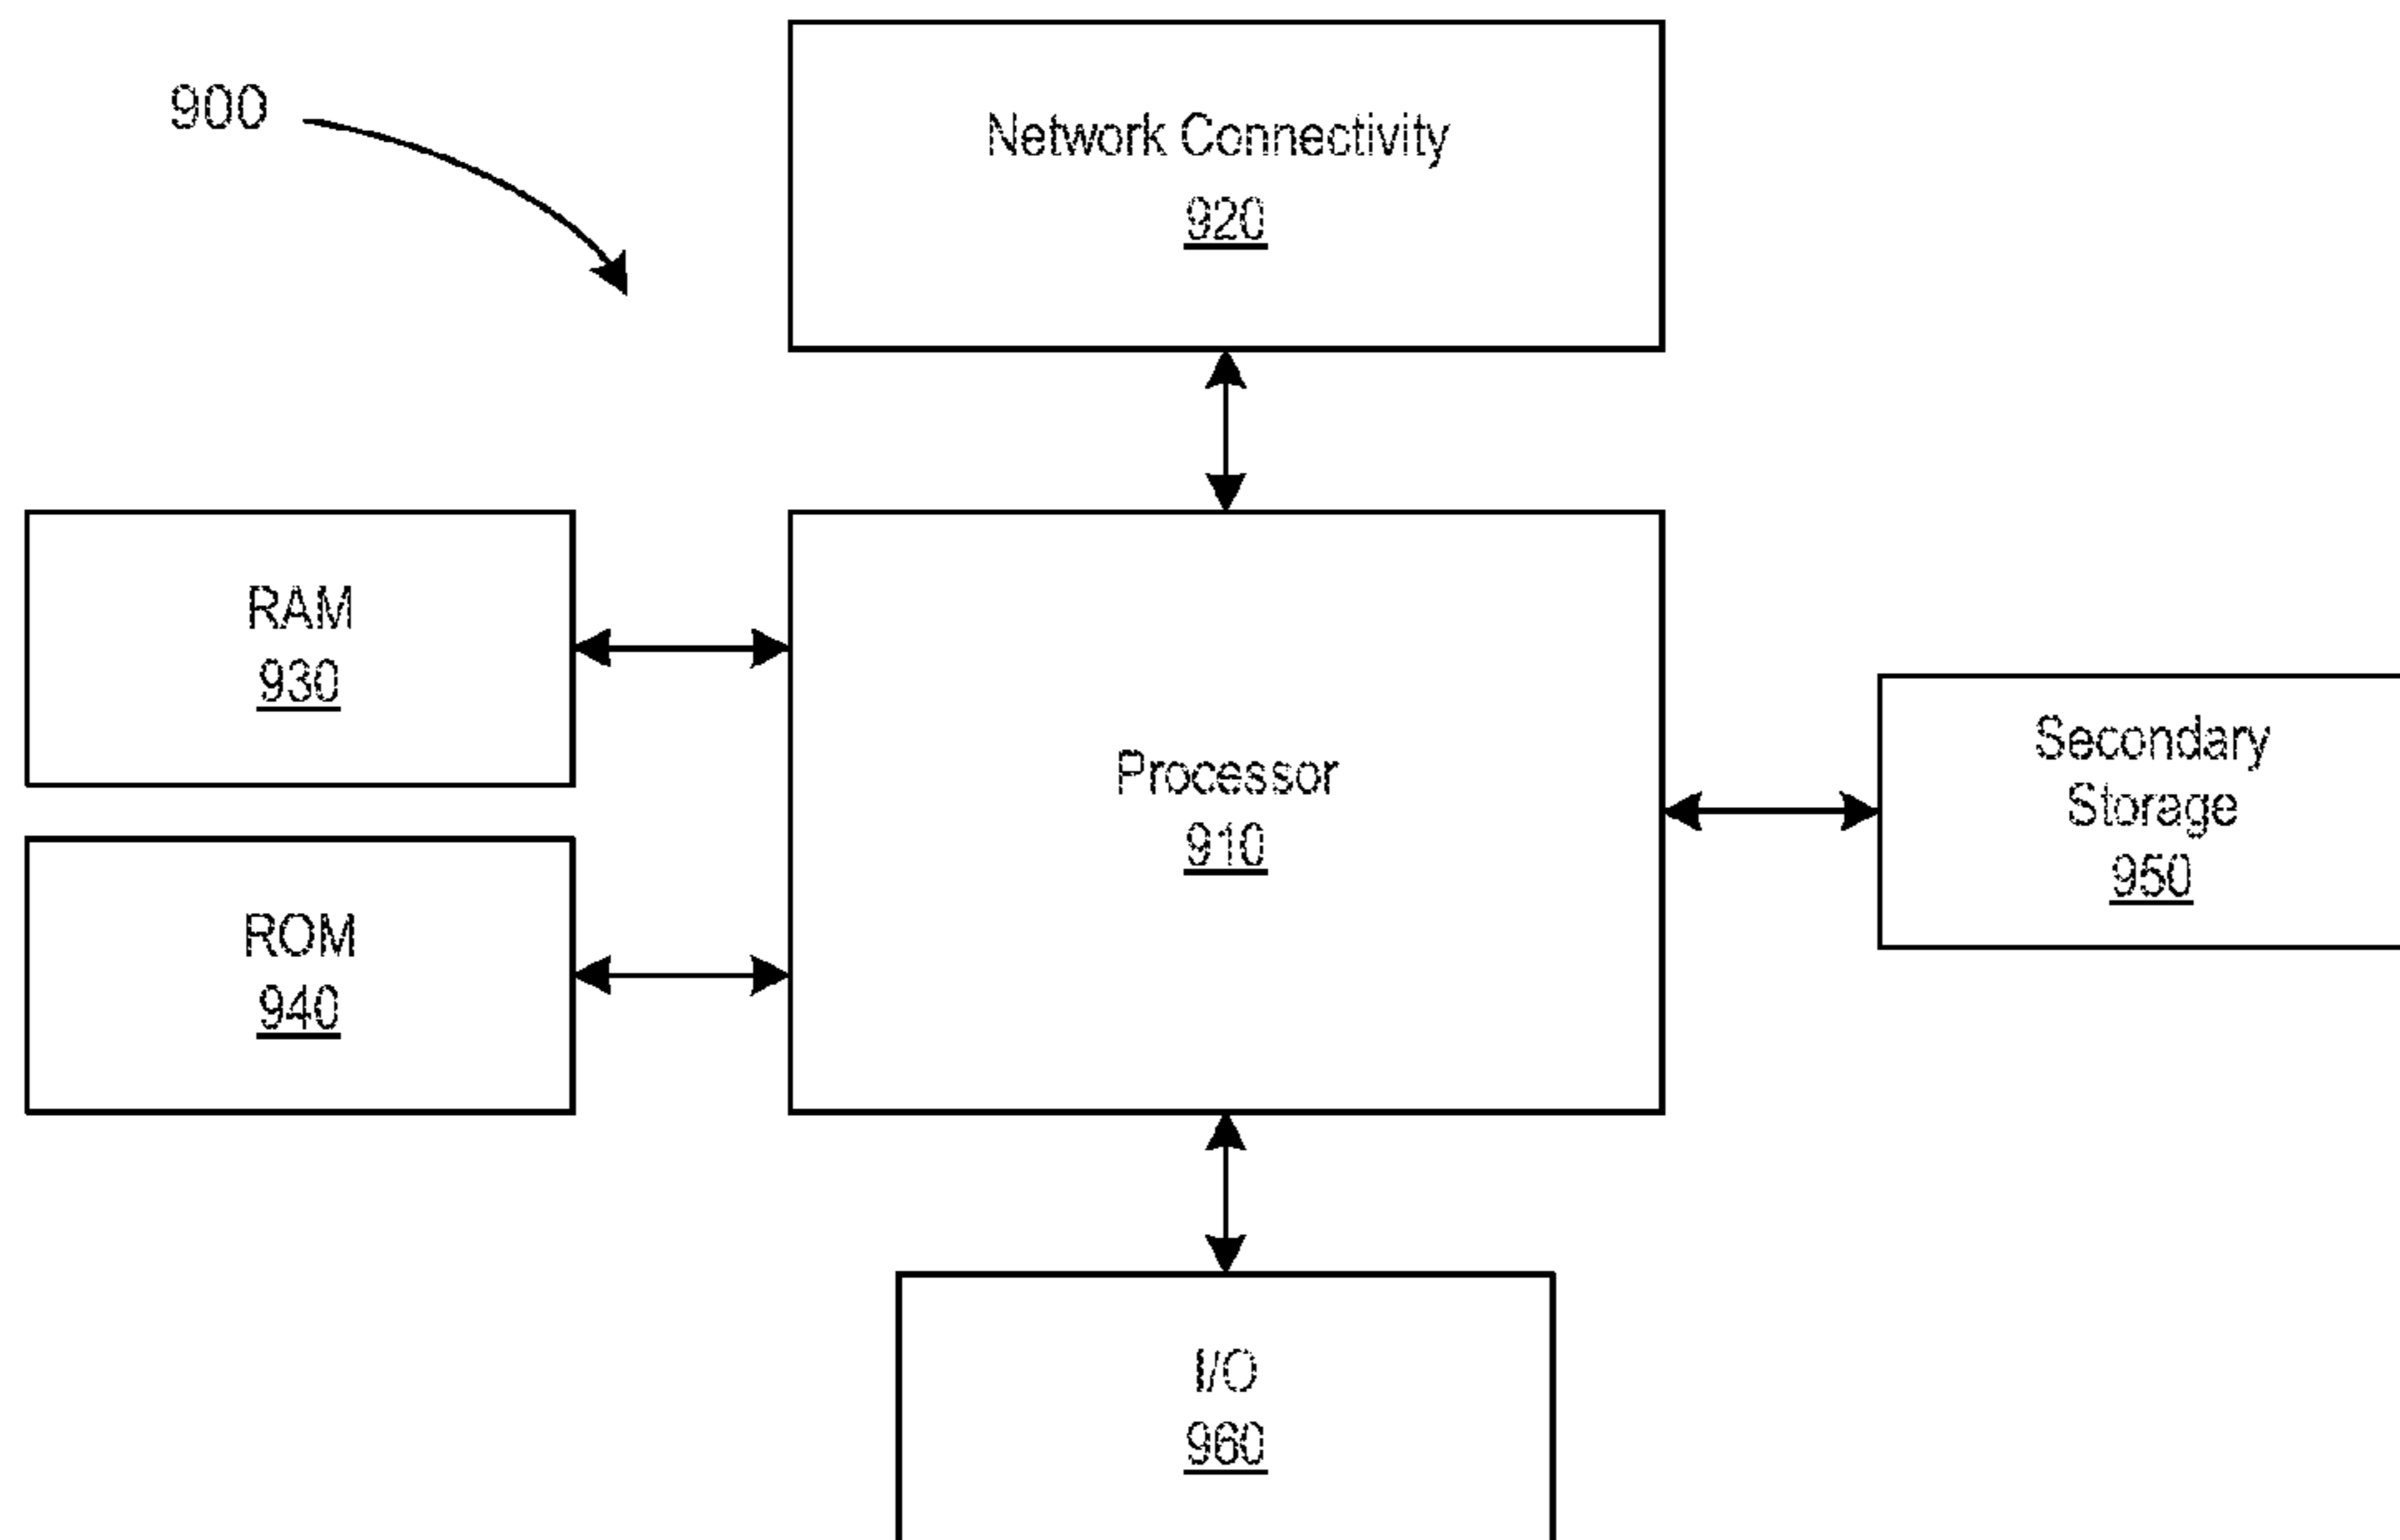 900
Network Connectivity
920
RAM
930
Processor
910
Secondary
Storage
950
ROM
940
I/O
960